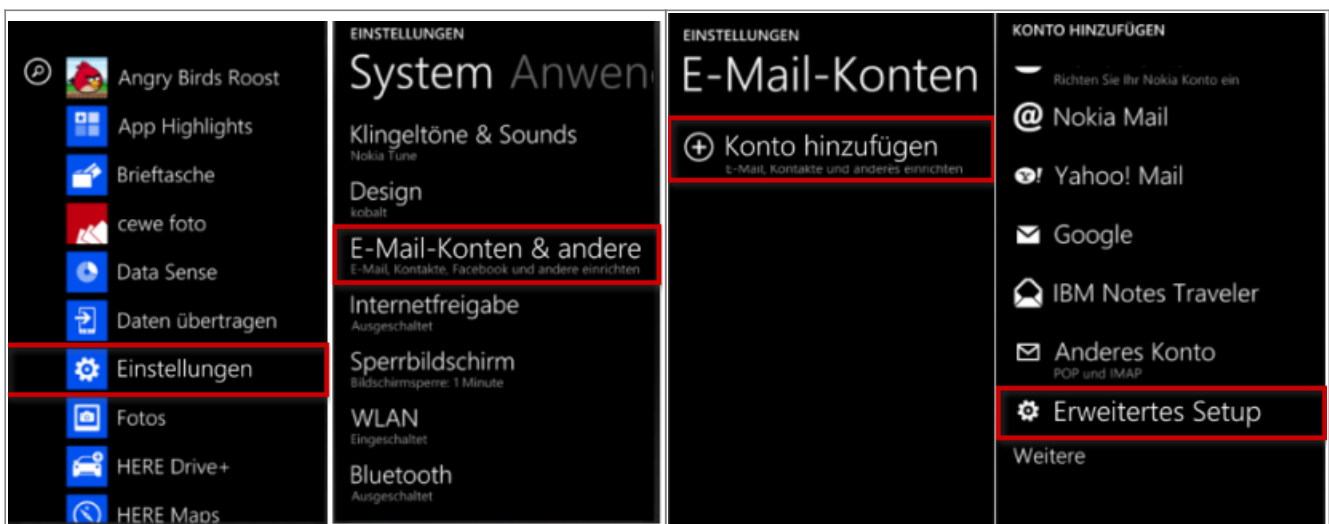 Angry Birds Roost
App Highlights
Brieftasche
cewe foto
Data Sense
Daten übertragen
Einstellungen
Fotos
HERE Drive+
HERE Maps
EINSTELLUNGEN
System Anwen
Klingeltöne & Sounds
Nokia Tune
Design
kobalt
E-Mail-Konten & andere
E-Mail, Kontakte, Facebook und andere einrichten
Internetfreigabe
Ausgeschaltet
Sperrbildschirm
Bildschirmsperre: 1 Minute
WLAN
Eingeschaltet
Bluetooth
Ausgeschaltet
EINSTELLUNGEN
E-Mail-Konten
Konto hinzufügen
E-Mail, Kontakte und anderes einrichten
KONTO HINZUFÜGEN
Richten Sie Ihr Nokia Konto ein
@ Nokia Mail
Yahoo! Mail
Google
IBM Notes Traveler
Anderes Konto
POP und IMAP
Erweitertes Setup
Weitere